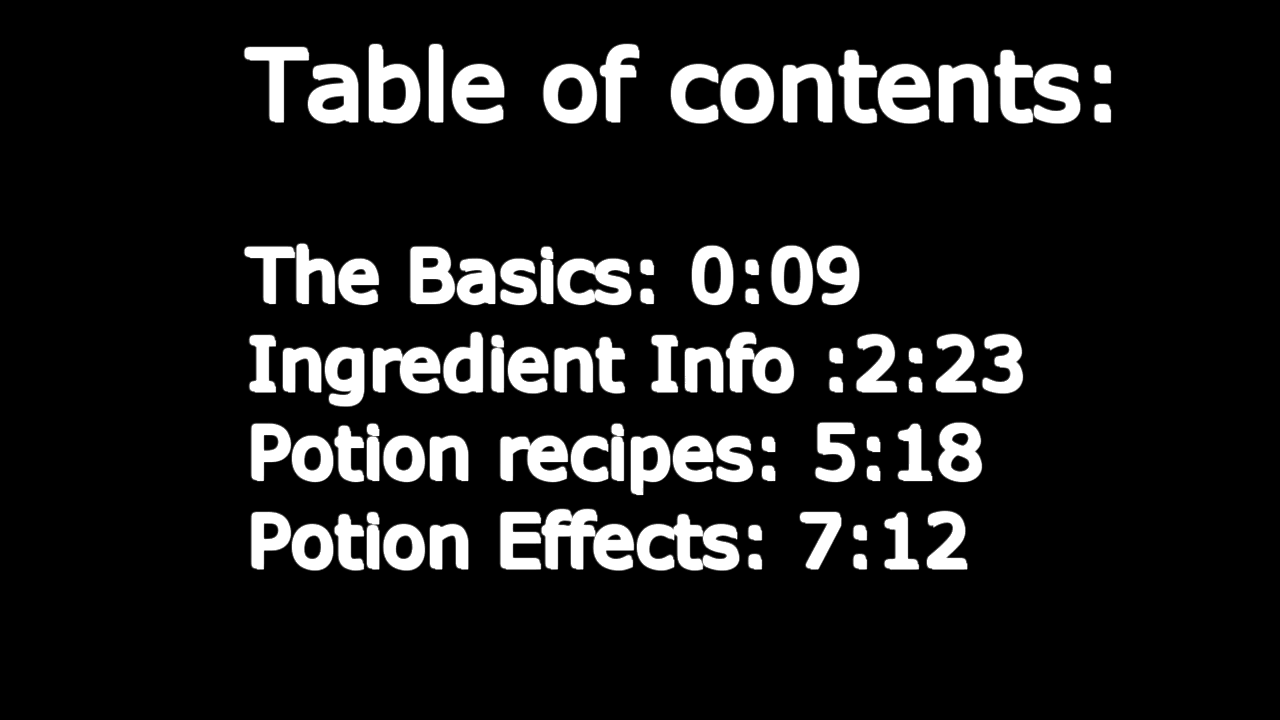 Table of contents:
The Basics: 0:09
Ingredient Info :2:23
Potion recipes: 5:18
Potion Effects: 7:12